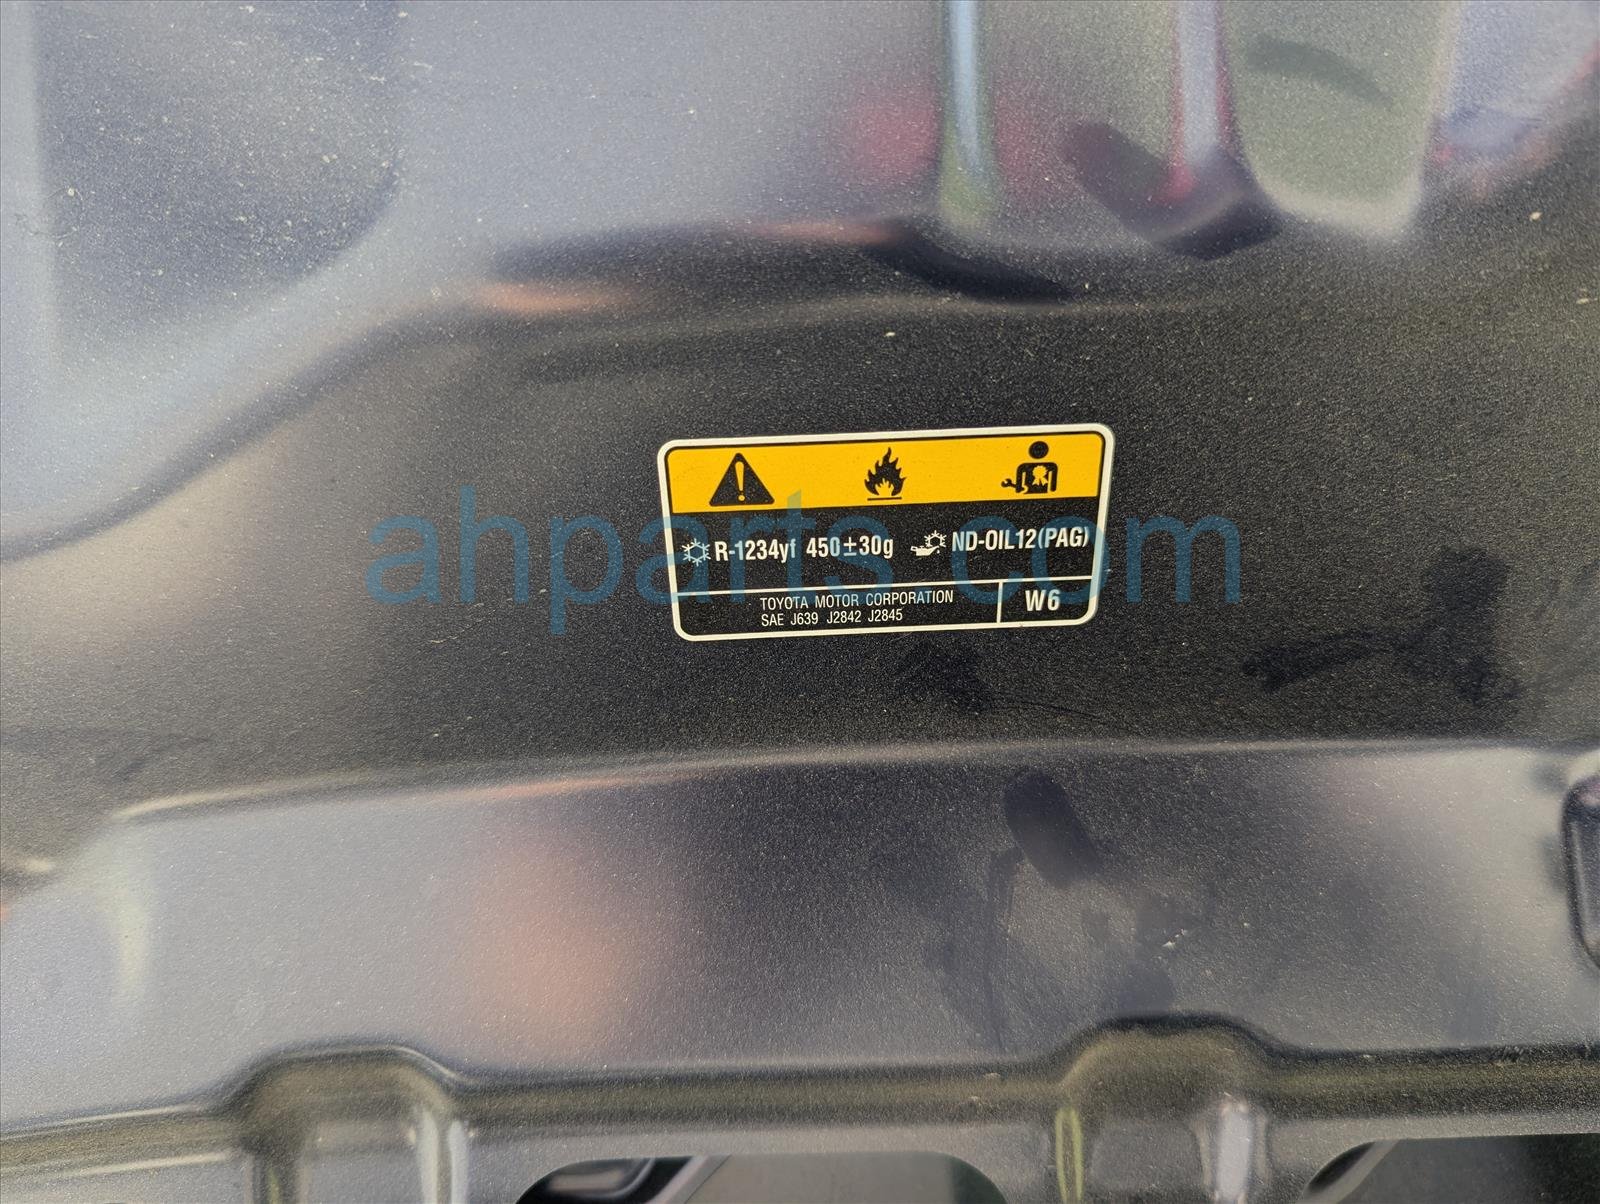 R-1234yf 450±30g ND-OIL12(PAG)
TOYOTA MOTOR CORPORATION
SAE J639 J2842 J2845
W6
ahparts.com